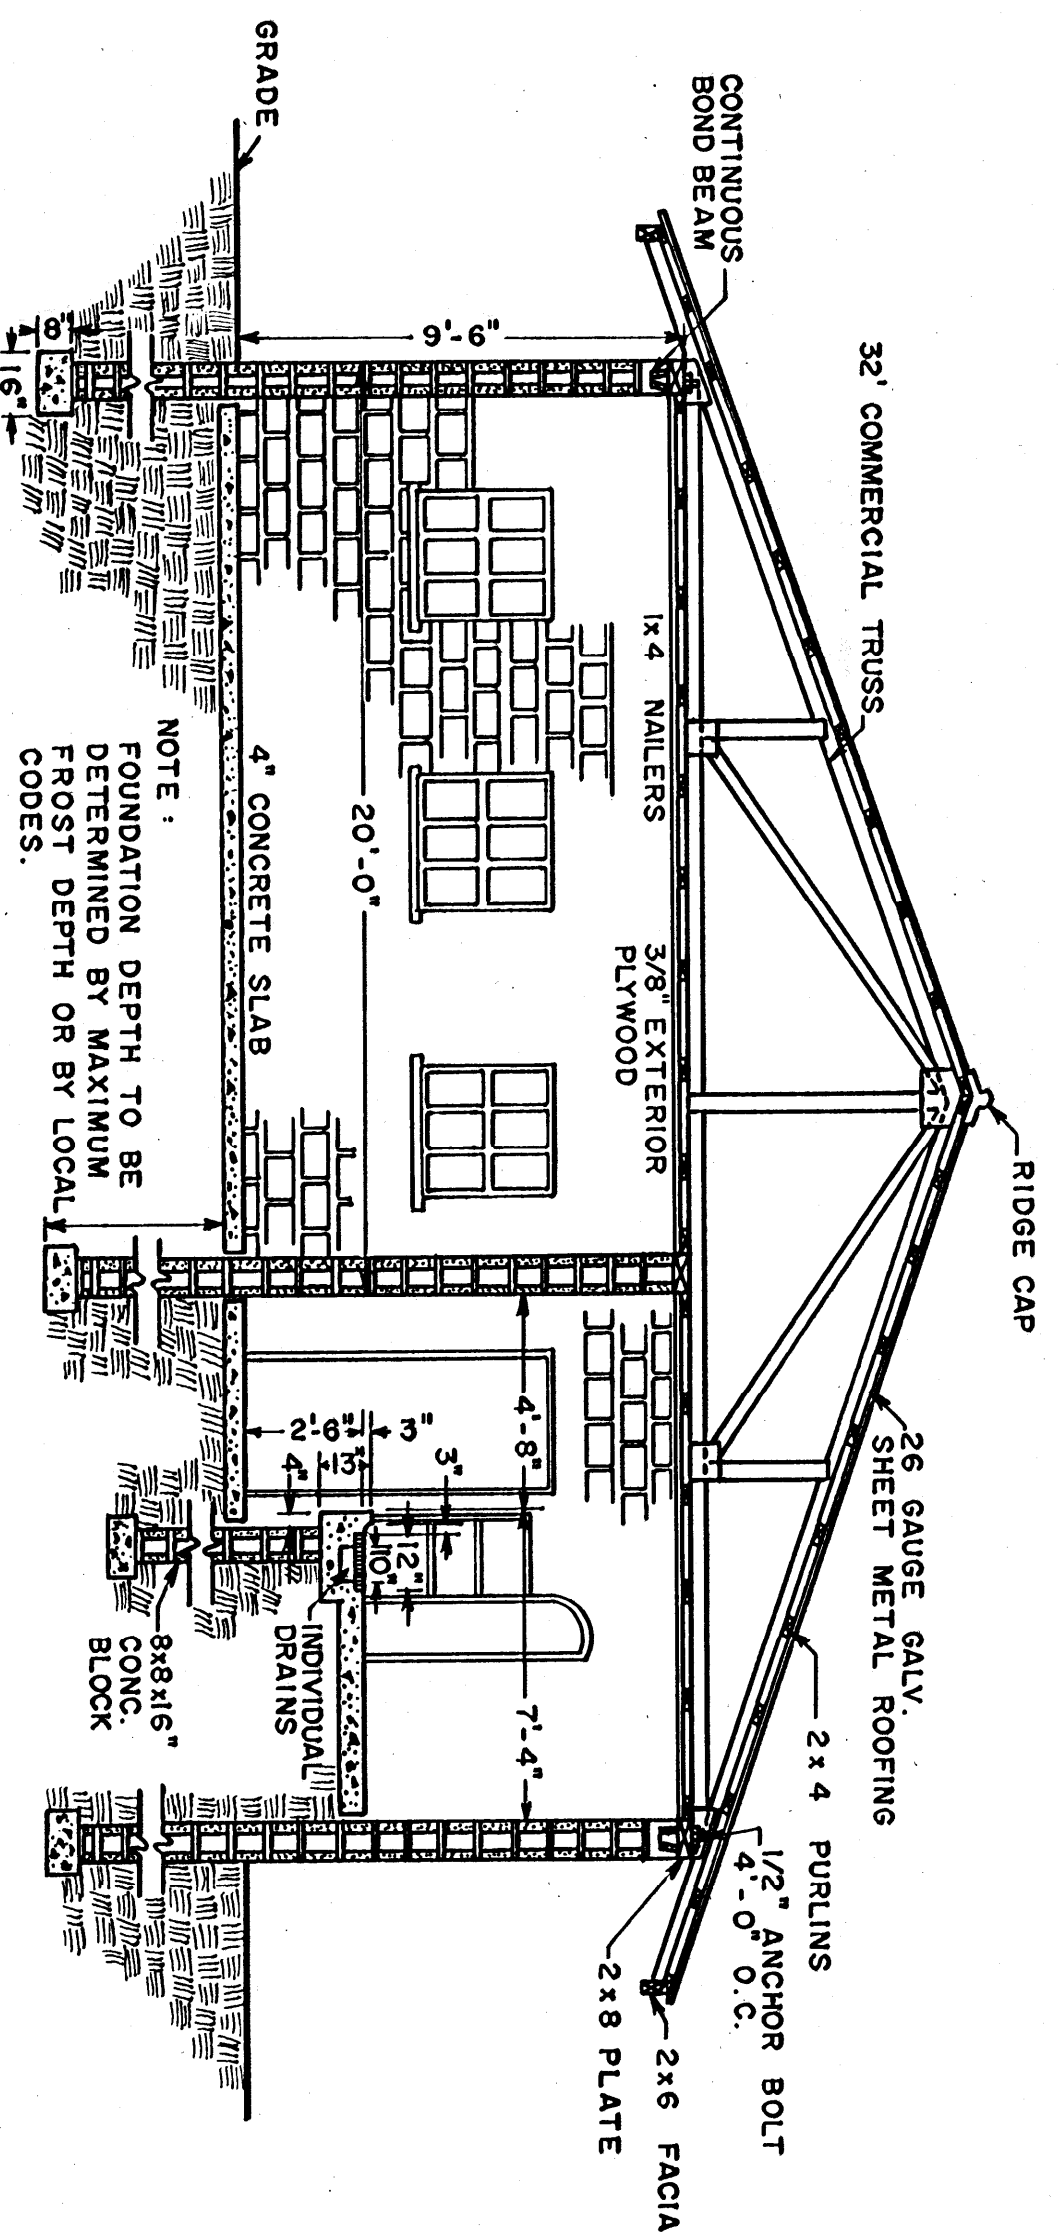 RIDGE CAP
26 GAUGE GALV.
SHEET METAL ROOFING
32' COMMERCIAL TRUSS
2 x 4 PURLINS
CONTINUOUS
BOND BEAM
1/2" ANCHOR BOLT
4'-0" O.C.
1x4 NAILERS
3/8" EXTERIOR
PLYWOOD
2x6 FACIA
2x8 PLATE
9'-6"
4'-8"
7'-4"
20'-0"
3"
3"
12"
10"
2'-6"
13"
4"
4" CONCRETE SLAB
GRADE
INDIVIDUAL
DRAINS
NOTE :
FOUNDATION DEPTH TO BE
DETERMINED BY MAXIMUM
FROST DEPTH OR BY LOCAL
CODES.
8x8x16"
CONC.
BLOCK
8"
16"